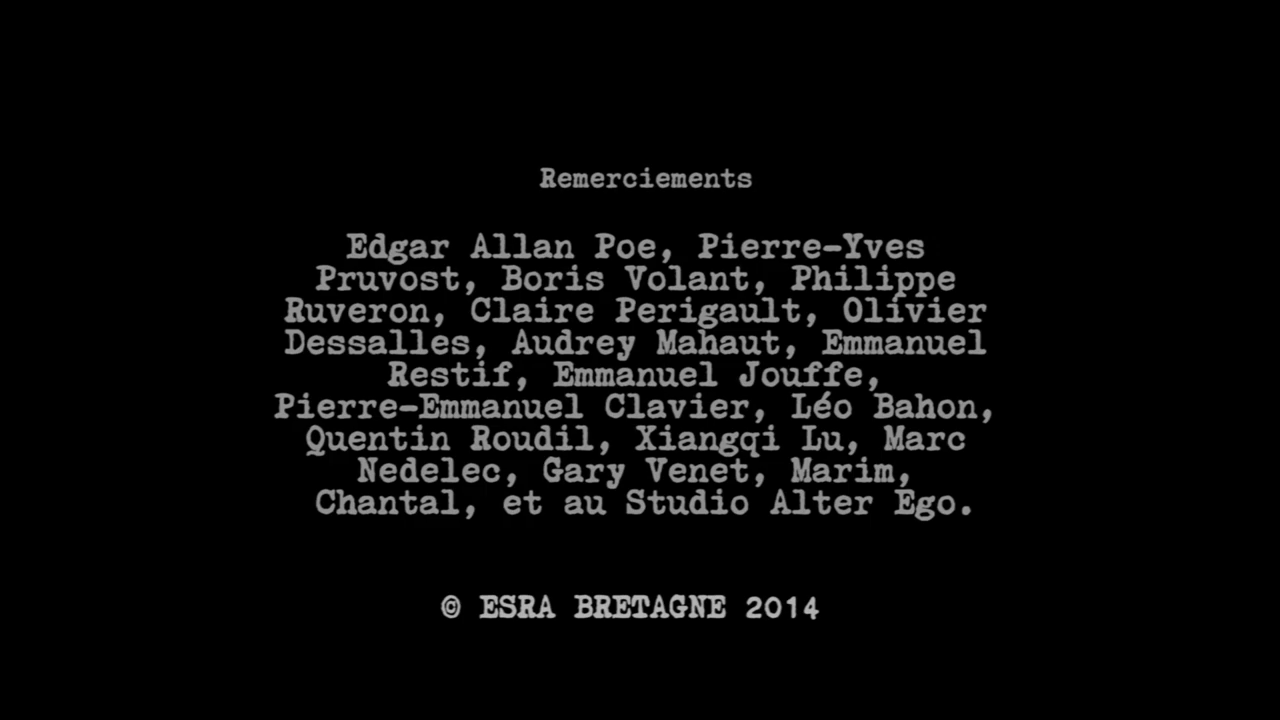 Remerciements
Edgar Allan Poe, Pierre-Yves
Pruvost, Boris Volant, Philippe
Ruveron, Claire Perigault, Olivier
Dessalles, Audrey Mahaut, Emmanuel
Restif, Emmanuel Jouffe,
Pierre-Emmanuel Clavier, Léo Bahon,
Quentin Roudil, Xiangqi Lu, Marc
Nedelec, Gary Venet, Marim,
Chantal, et au Studio Alter Ego.
© ESRA BRETAGNE 2014